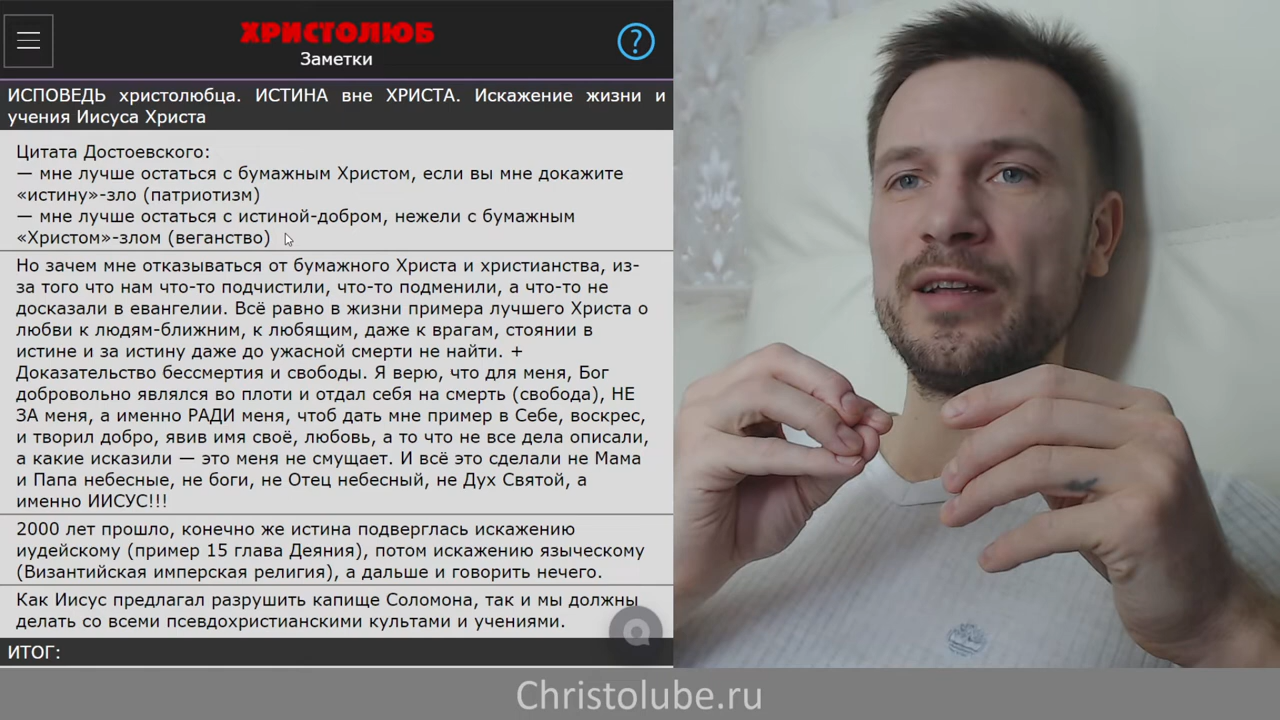 ХРИСТОЛЮБ
Заметки
ИСПОВЕДЬ христолюбца. ИСТИНА вне ХРИСТА. Искажение жизни и
учения Иисуса Христа
Цитата Достоевского:
— мне лучше остаться с бумажным Христом, если вы мне докажите
«истину»-зло (патриотизм)
— мне лучше остаться с истиной-добром, нежели с бумажным
«Христом»-злом (веганство)
Но зачем мне отказываться от бумажного Христа и христианства, из-
за того что нам что-то подчистили, что-то подменили, а что-то не
досказали в евангелии. Всё равно в жизни примера лучшего Христа о
любви к людям-ближним, к любящим, даже к врагам, стоянии в
истине и за истину даже до ужасной смерти не найти. +
Доказательство бессмертия и свободы. Я верю, что для меня, Бог
добровольно являлся во плоти и отдал себя на смерть (свобода), НЕ
ЗА меня, а именно РАДИ меня, чтоб дать мне пример в Себе, воскрес,
и творил добро, явив имя своё, любовь, а то что не все дела описали,
а какие исказили — это меня не смущает. И всё это сделали не Мама
и Папа небесные, не боги, не Отец небесный, не Дух Святой, а
именно ИИСУС!!!
2000 лет прошло, конечно же истина подверглась искажению
иудейскому (пример 15 глава Деяния), потом искажению языческому
(Византийская имперская религия), а дальше и говорить нечего.
Как Иисус предлагал разрушить капище Соломона, так и мы должны
делать со всеми псевдохристианскими культами и учениями.
ИТОГ:
Christolube.ru